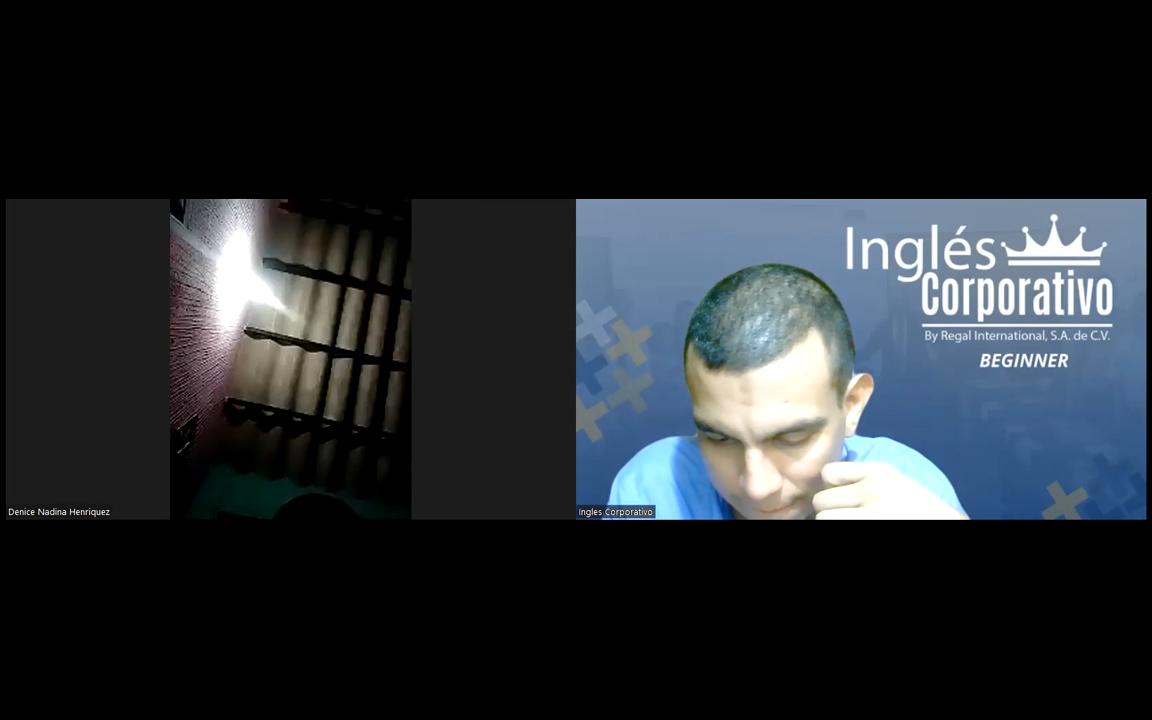 Inglés
Corporativo
By Regal International, S.A. de C.V.
BEGINNER
Denice Nadina Henriquez
Ingles Corporativo